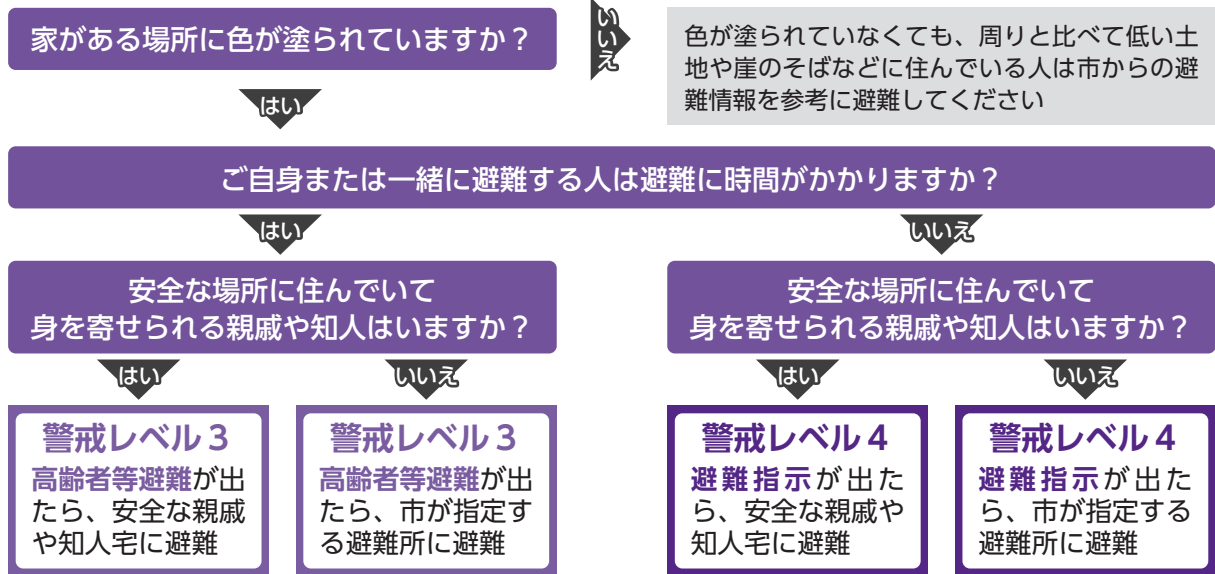 家がある場所に色が塗られていますか？
いいえ
色が塗られていなくても、周りと比べて低い土
地や崖のそばなどに住んでいる人は市からの避
難情報を参考に避難してください
はい
ご自身または一緒に避難する人は避難に時間がかかりますか？
はい
いいえ
安全な場所に住んでいて
身を寄せられる親戚や知人はいますか？
はい
いいえ
警戒レベル３
高齢者等避難が出
たら、安全な親戚
や知人宅に避難
警戒レベル３
高齢者等避難が出
たら、市が指定す
る避難所に避難
安全な場所に住んでいて
身を寄せられる親戚や知人はいますか？
はい
いいえ
警戒レベル４
避難指示が出た
ら、安全な親戚や
知人宅に避難
警戒レベル４
避難指示が出た
ら、市が指定する
避難所に避難